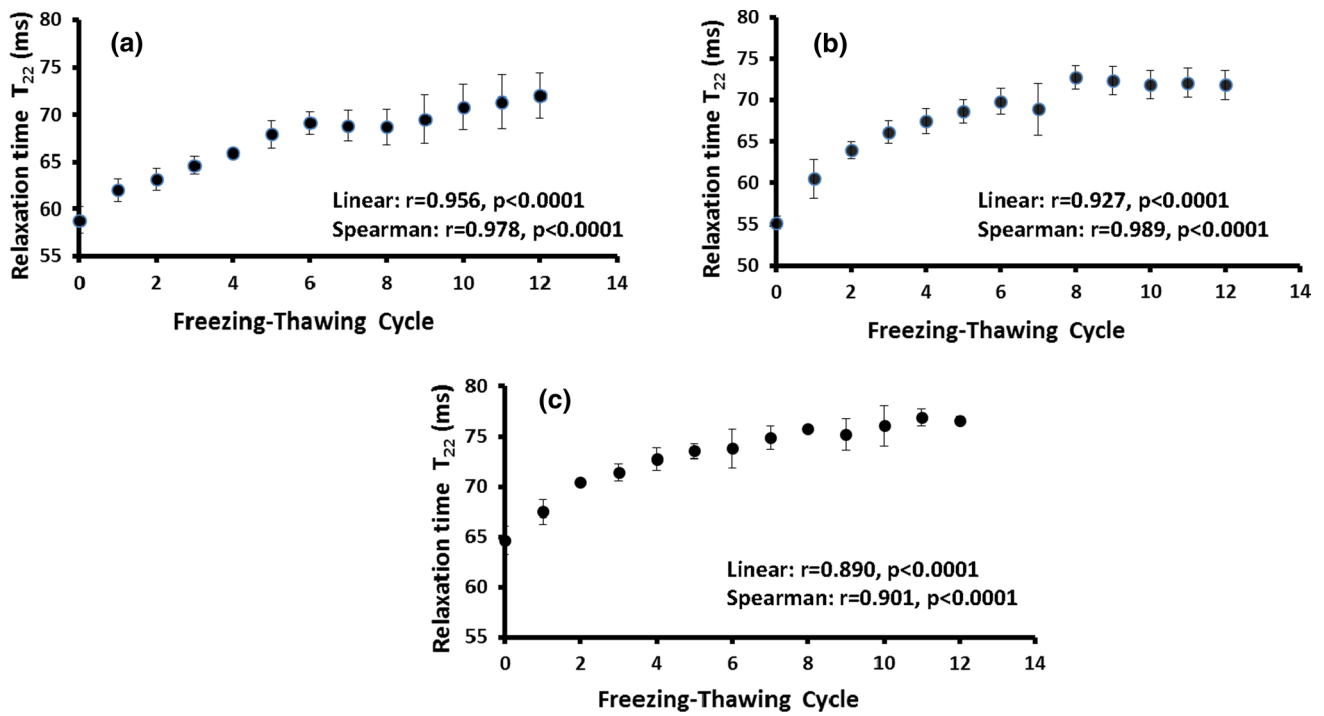 (a)
Relaxation time T22 (ms)
80
75
70
65
60
55
Linear: r=0.956, p<0.0001
Spearman: r=0.978, p<0.0001
0 2 4 6 8 10 12 14
Freezing-Thawing Cycle
(b)
Relaxation time T22 (ms)
80
75
70
65
60
55
50
Linear: r=0.927, p<0.0001
Spearman: r=0.989, p<0.0001
0 2 4 6 8 10 12 14
Freezing-Thawing Cycle
(c)
Relaxation time T22 (ms)
80
75
70
65
60
55
Linear: r=0.890, p<0.0001
Spearman: r=0.901, p<0.0001
0 2 4 6 8 10 12 14
Freezing-Thawing Cycle